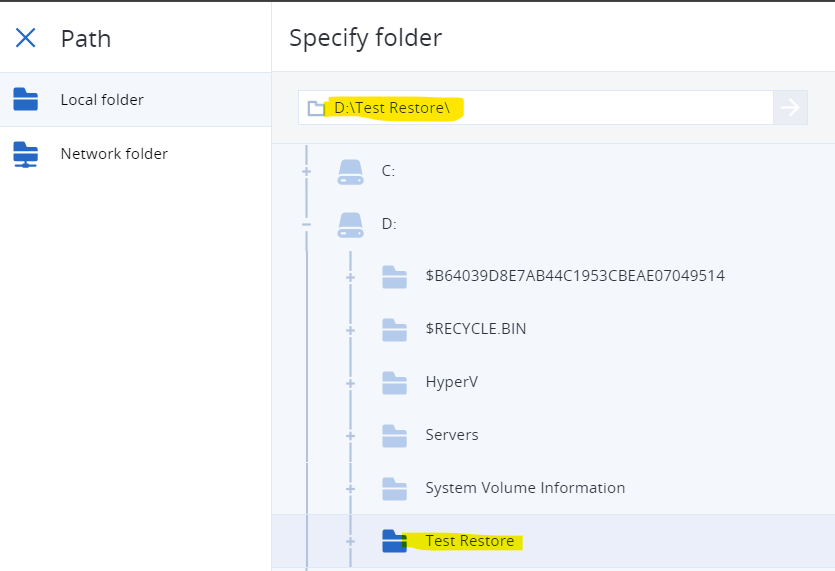 Path
Specify folder
Local folder
Network folder
D:\Test Restore\
C:
D:
$B64039D8E7AB44C1953CBEAE07049514
$RECYCLE.BIN
HyperV
Servers
System Volume Information
Test Restore